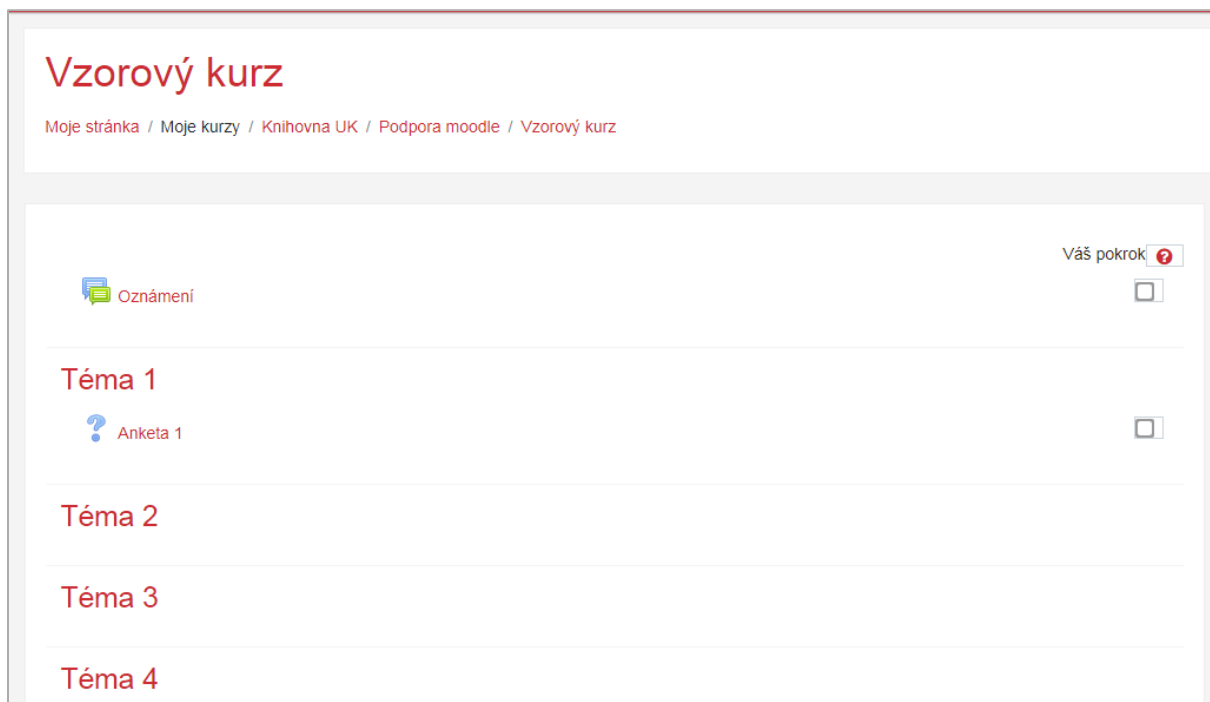 Vzorový kurz
Moje stránka / Moje kurzy / Knihovna UK / Podpora moodle / Vzorový kurz
Váš pokrok
Oznámení
Téma 1
Anketa 1
Téma 2
Téma 3
Téma 4